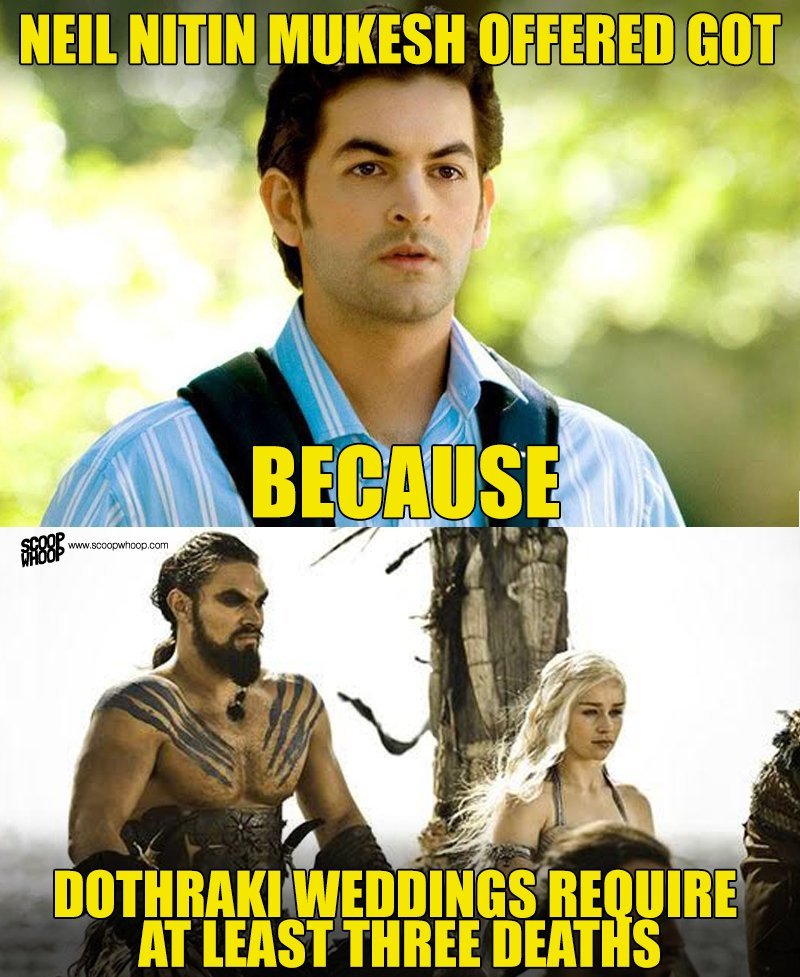 NEIL NITIN MUKESH OFFERED GOT
BECAUSE
SCOOP
WHOOP
www.scoopwhoop.com
DOTHRAKI WEDDINGS REQUIRE
AT LEAST THREE DEATHS